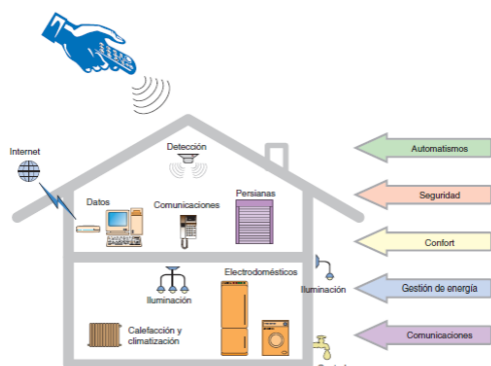 Detección
Internet
Automatismos
Datos
Comunicaciones
Persianas
Seguridad
Confort
Electrodomésticos
Iluminación
Iluminación
Gestión de energía
Calefacción y
climatización
Comunicaciones